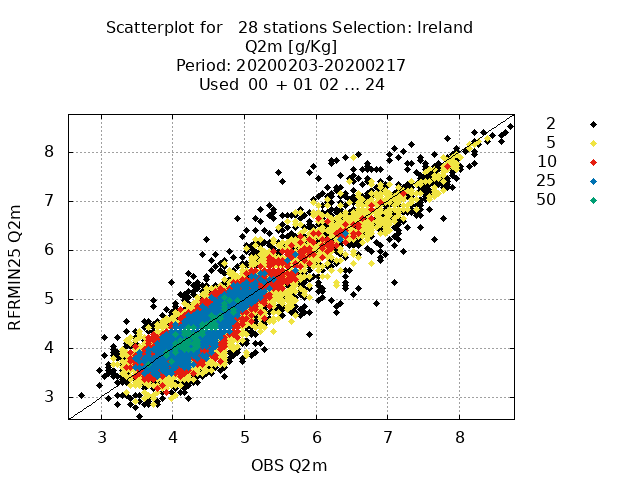 Scatterplot for   28 stations Selection: Ireland
Q2m [g/Kg]
Period: 20200203-20200217
Used  00 + 01 02 ... 24
2
5
10
25
50
RFRMIN25 Q2m
8
7
6
5
4
3
3 4 5 6 7 8
OBS Q2m